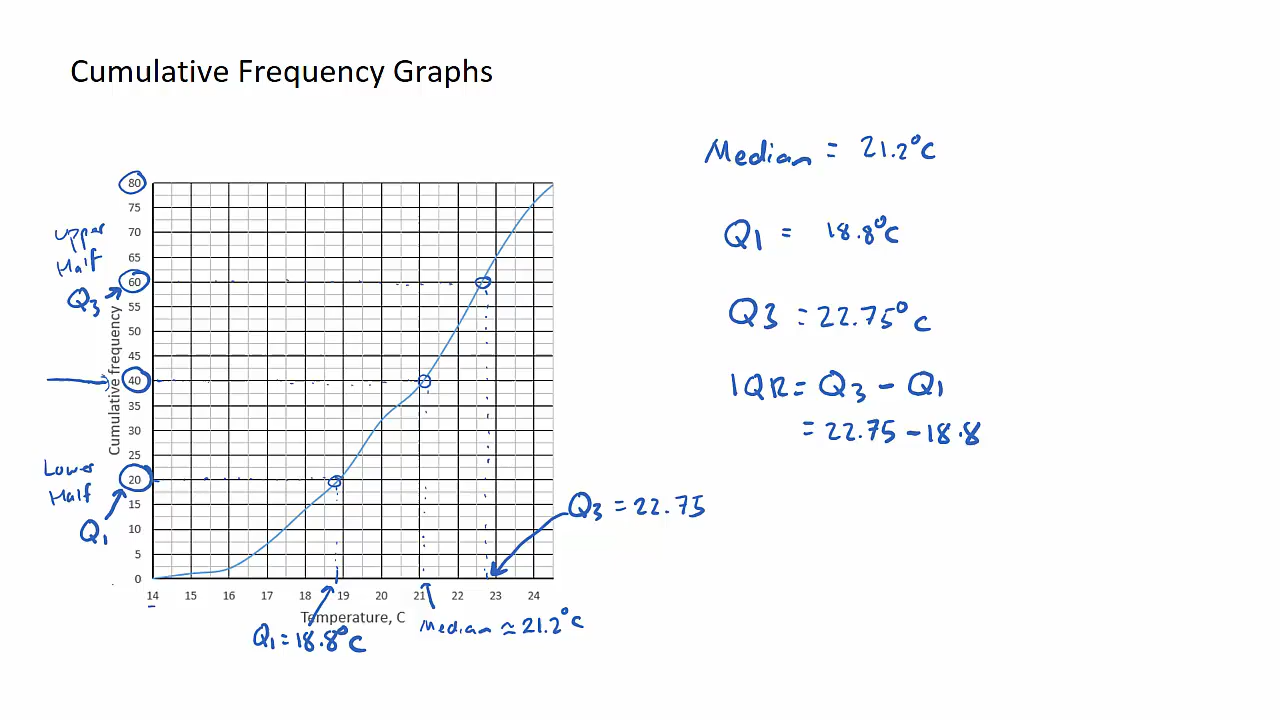 Cumulative Frequency Graphs
Median = 21.2°C
Q1 = 18.8°C
Q3 = 22.75°C
IQR = Q3 - Q1
= 22.75 - 18.8
Upper
Half
Q3
Lower
Half
Q1
Cumulative frequency
80
75
70
65
60
55
50
45
40
35
30
25
20
15
10
5
0
14 15 16 17 18 19 20 21 22 23 24
Temperature, C
Q1 = 18.8°C
Median ≈ 21.2°C
Q3 = 22.75